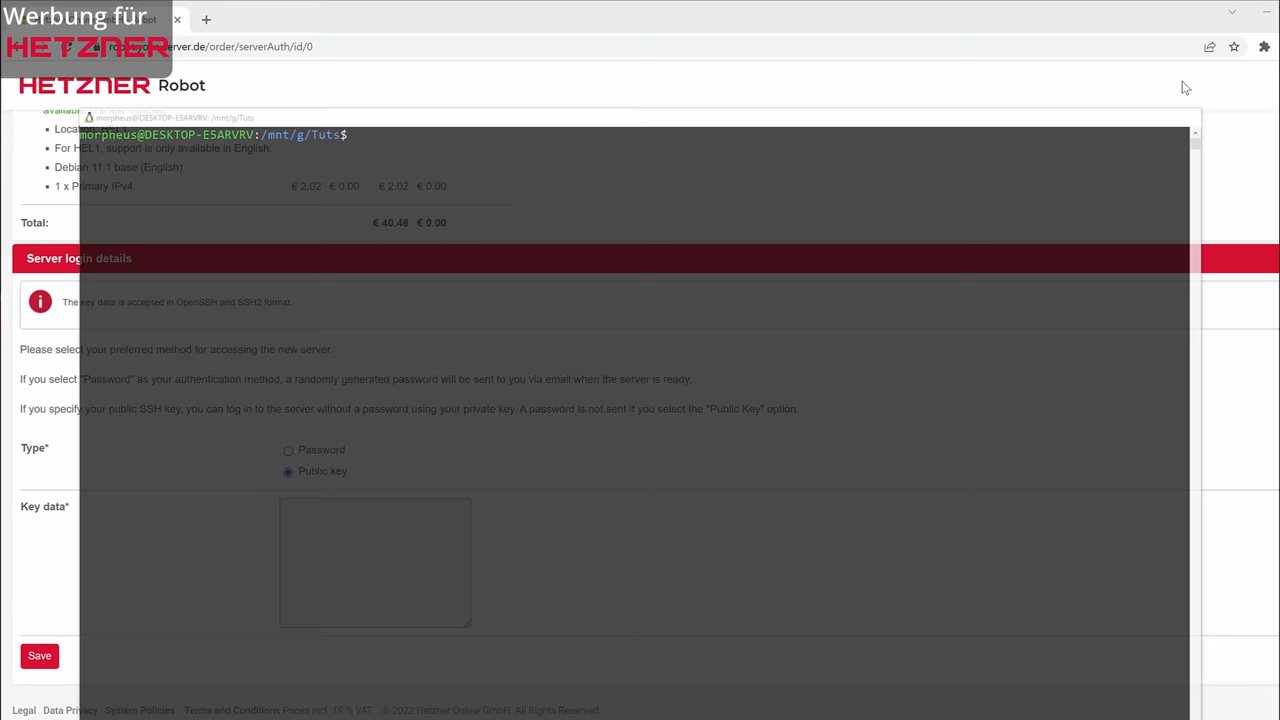 Werbung für
HETZNER
server.de/order/serverAuth/id/0
HETZNER Robot
available
morpheus@DESKTOP-E5ARVRV: /mnt/g/Tuts
morpheus@DESKTOP-E5ARVRV:/mnt/g/Tuts$
For HEL1, support is only available in English.
Debian 11.1 base (English)
1 x Primary IPv4 € 2.02 € 0.00 € 2.02 € 0.00
Total: € 40.46 € 0.00
Server login details
The key data is accepted in OpenSSH and SSH2 format.
Please select your preferred method for accessing the new server.
If you select "Password" as your authentication method, a randomly generated password will be sent to you via email when the server is ready.
If you specify your public SSH key, you can log in to the server without a password using your private key. A password is not sent if you select the "Public Key" option.
Type*
Password
Public key
Key data*
Save
Legal Data Privacy System Policies Terms and Conditions Prices incl. 19 % VAT © 2022 Hetzner Online GmbH. All Rights Reserved.